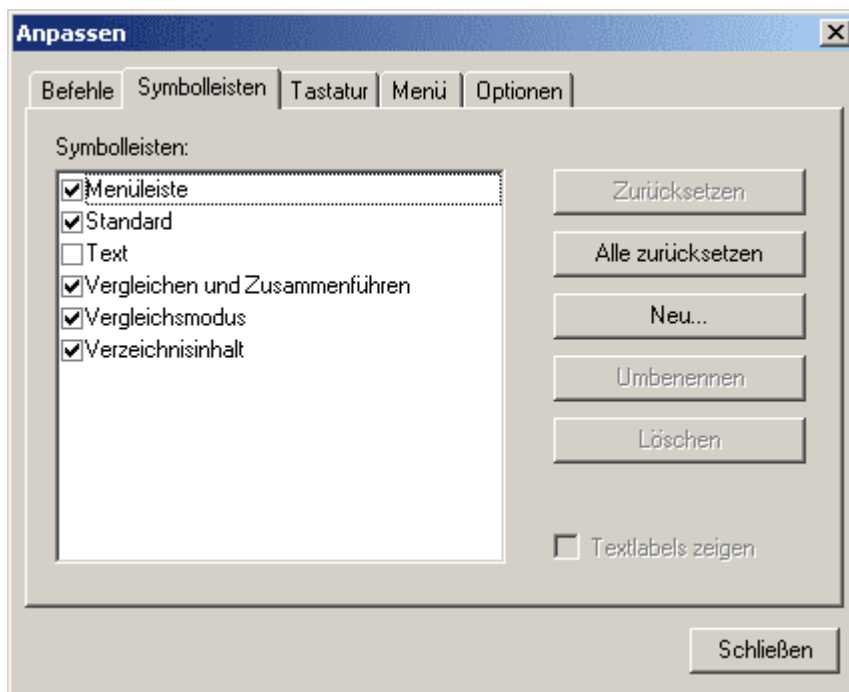 Anpassen
Befehle Symbolleisten Tastatur Menü Optionen
Symbolleisten:
Menüleiste
Standard
Text
Vergleichen und Zusammenführen
Vergleichsmodus
Verzeichnisinhalt
Zurücksetzen
Alle zurücksetzen
Neu...
Umbenennen
Löschen
Textlabels zeigen
Schließen